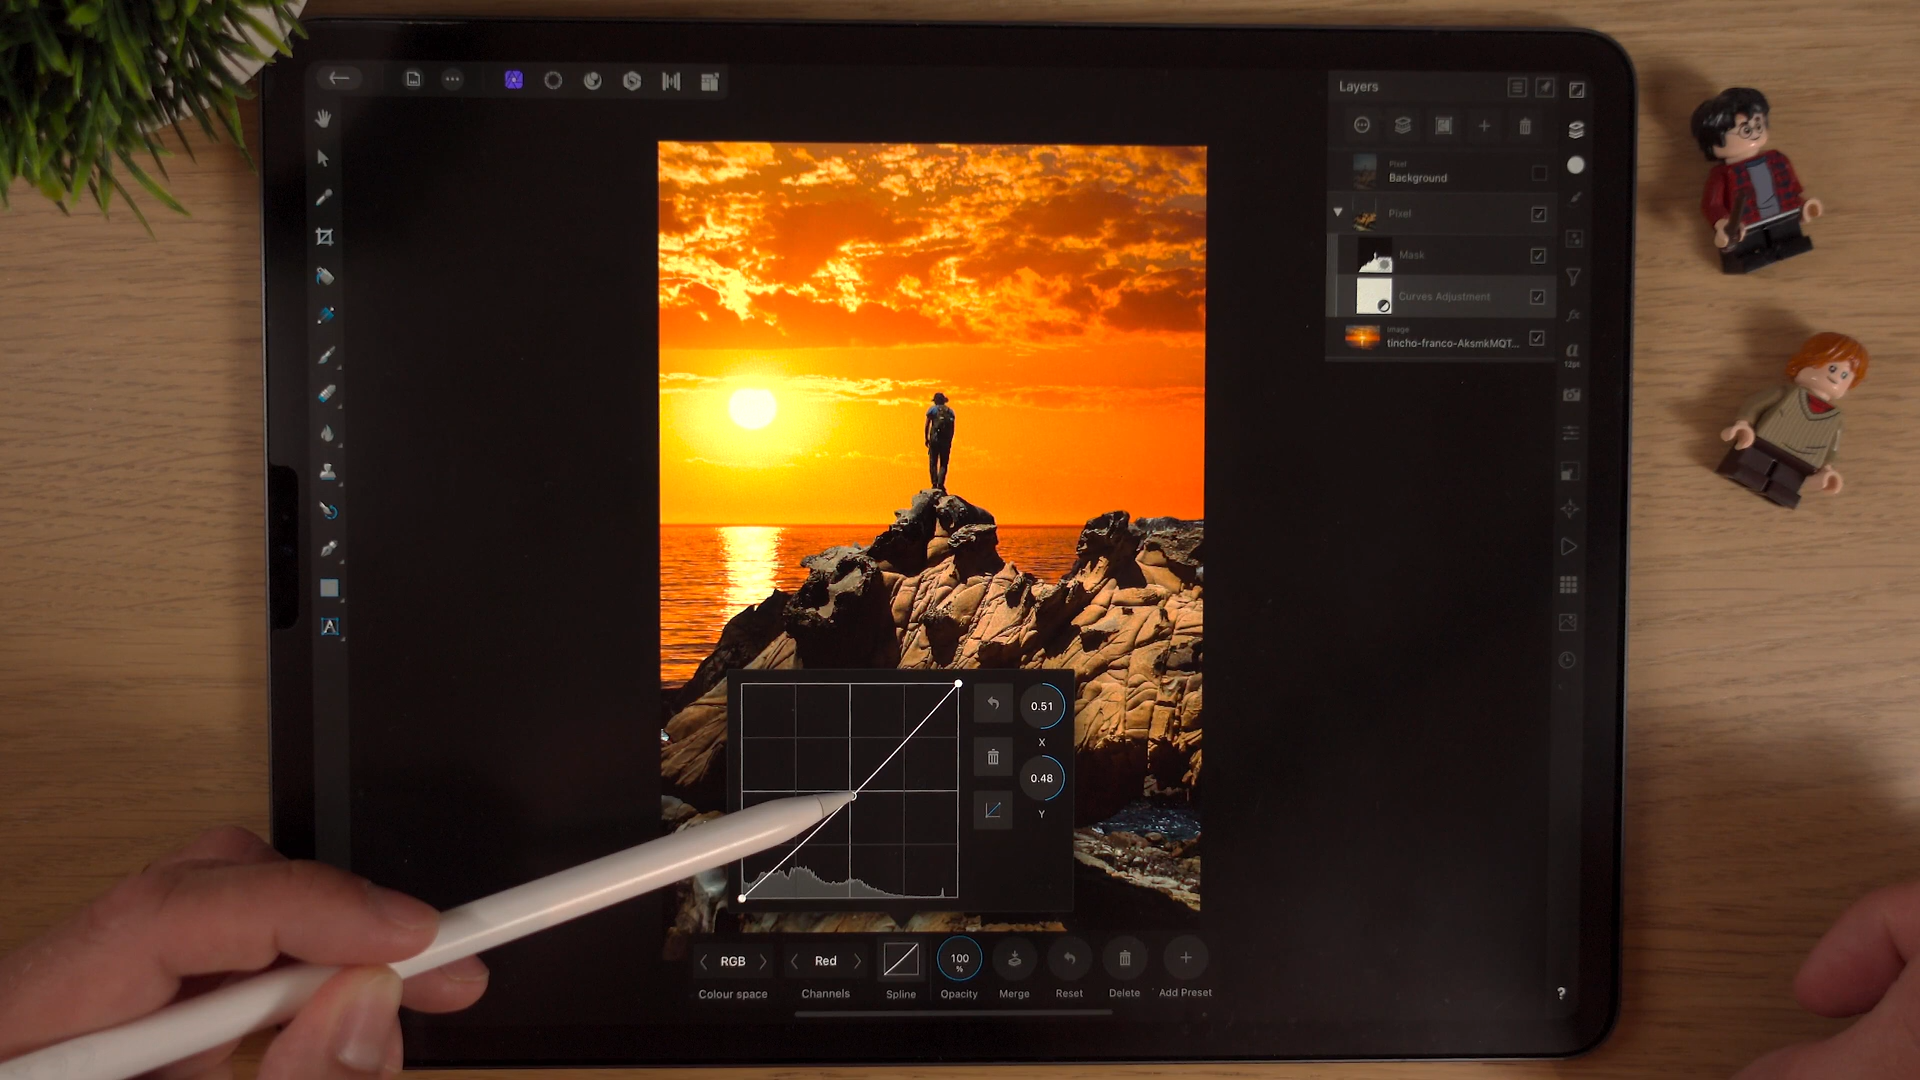 Layers
Pixel
Background
Pixel
Mask
Curves Adjustment
Image
tincho-franco-AksmkMQT...
12pt
0.51
X
0.48
Y
RGB
Red
100
%
Colour space
Channels
Spline
Opacity
Merge
Reset
Delete
Add Preset
?